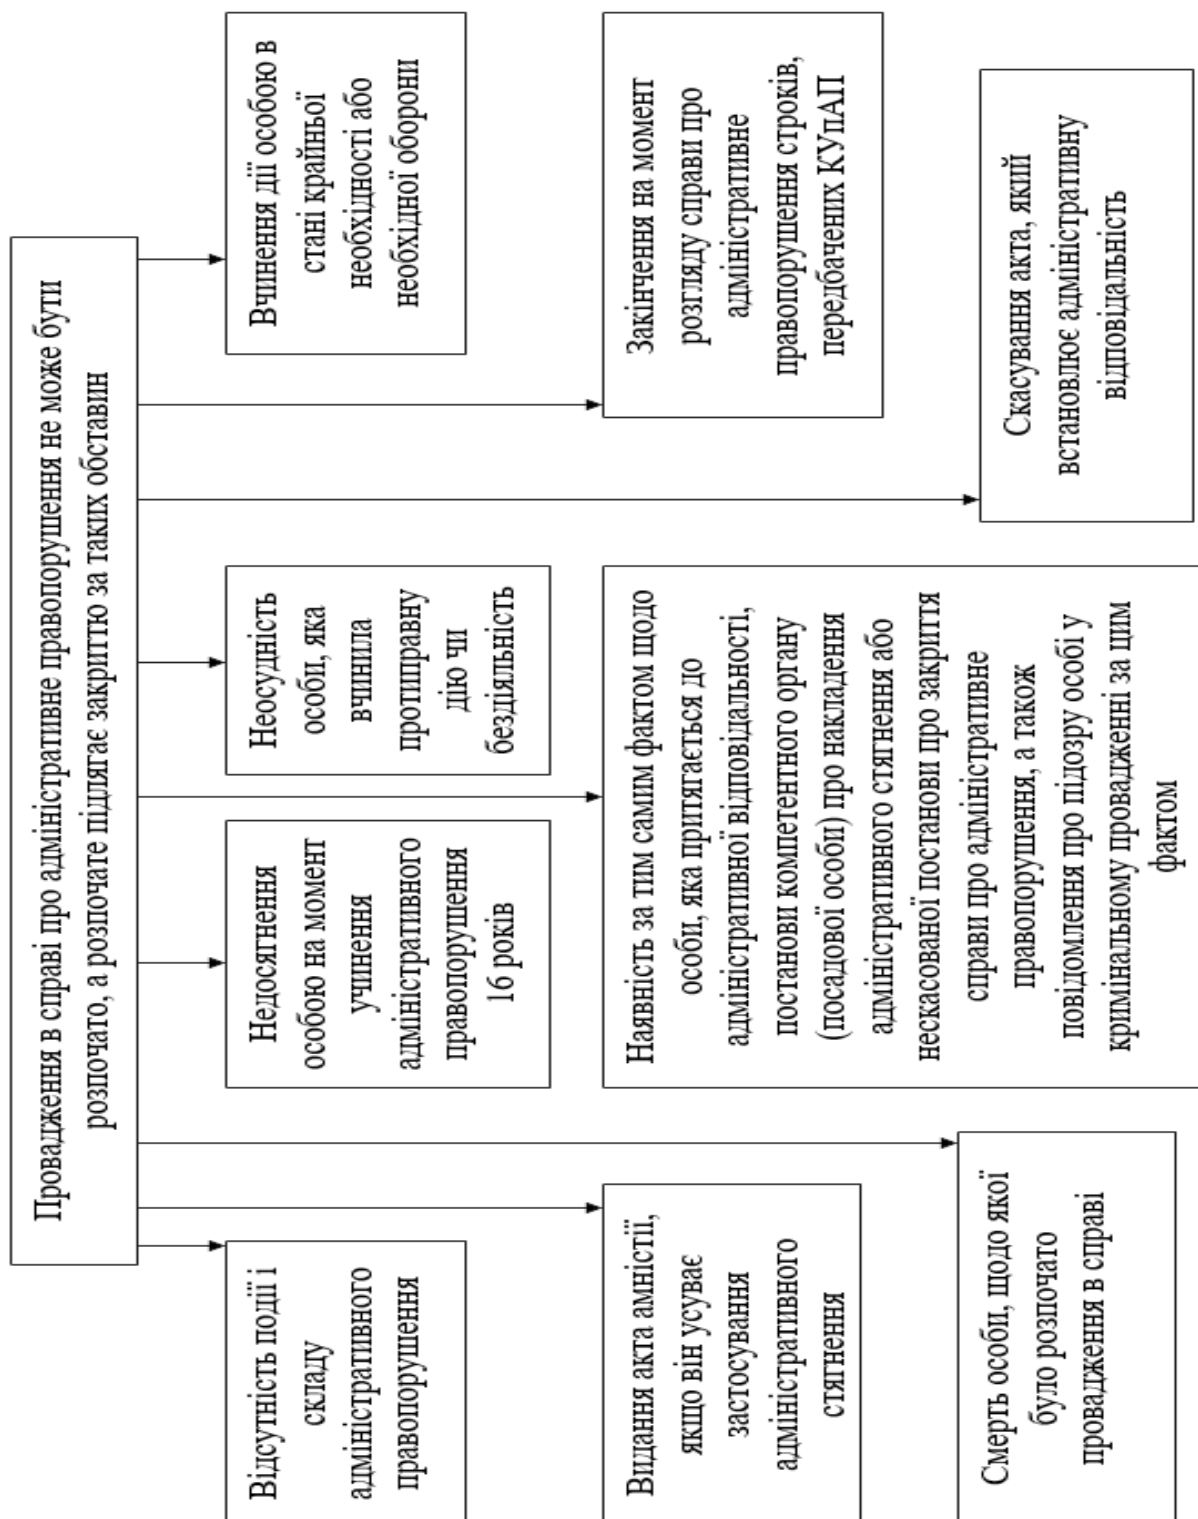 Провадження в справі про адміністративне правопорушення не може бути
розпочато, а розпочате підлягає закриттю за таких обставин
Відсутність події і
складу
адміністративного
правопорушення
Недосягнення
особою на момент
учинення
адміністративного
правопорушення
16 років
Неосудність
особи, яка
вчинила
протиправну
дію чи
бездіяльність
Вчинення дії особою в
стані крайньої
необхідності або
необхідної оборони
Видання акта амністії,
якщо він усуває
застосування
адміністративного
стягнення
Наявність за тим самим фактом щодо
особи, яка притягається до
адміністративної відповідальності,
постанови компетентного органу
(посадової особи) про накладення
адміністративного стягнення або
нескасованої постанови про закриття
справи про адміністративне
правопорушення, а також
повідомлення про підозру особі у
кримінальному провадженні за цим
фактом
Закінчення на момент
розгляду справи про
адміністративне
правопорушення строків,
передбачених КУпАП
Смерть особи, щодо якої
було розпочато
провадження в справі
Скасування акта, який
встановлює адміністративну
відповідальність